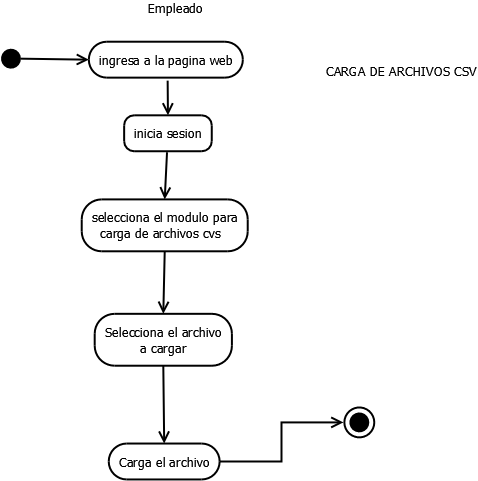 Empleado
ingresa a la pagina web
CARGA DE ARCHIVOS CSV
inicia sesion
selecciona el modulo para
carga de archivos cvs
Selecciona el archivo
a cargar
Carga el archivo